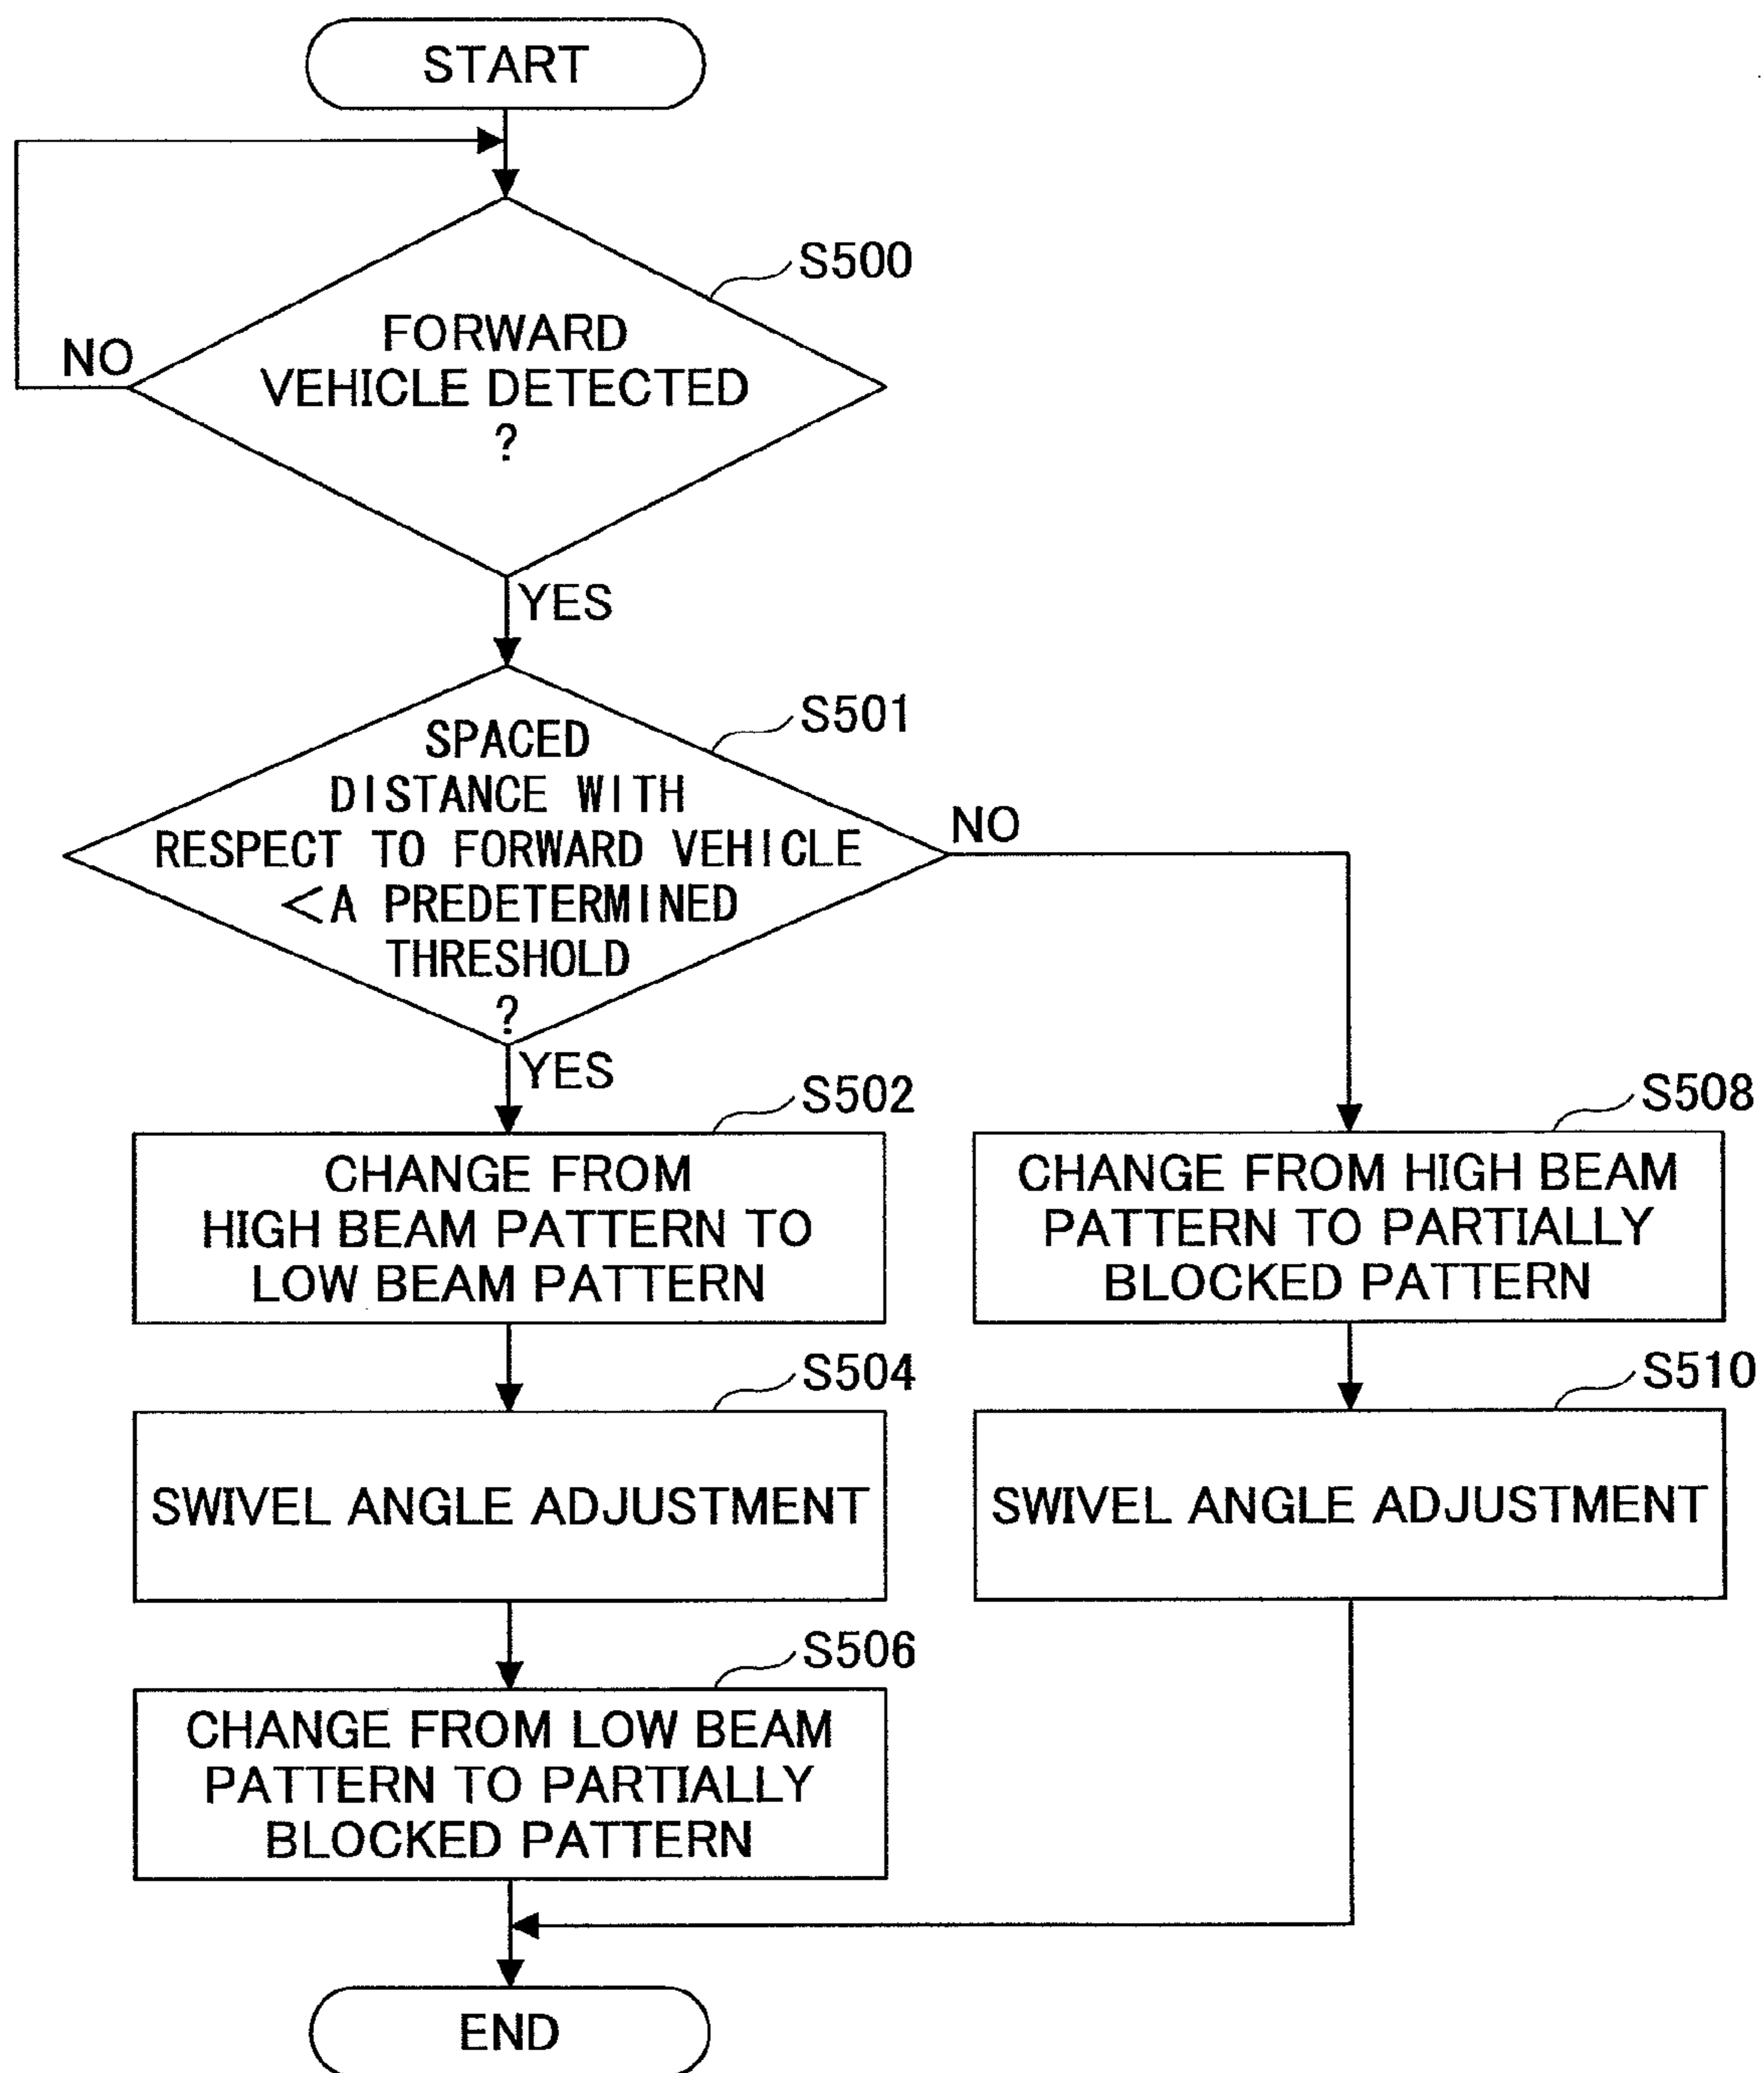 START
S500
FORWARD
VEHICLE DETECTED
?
NO
YES
S501
SPACED
DISTANCE WITH
RESPECT TO FORWARD VEHICLE
<A PREDETERMINED
THRESHOLD
?
NO
YES
S502
CHANGE FROM
HIGH BEAM PATTERN TO
LOW BEAM PATTERN
S508
CHANGE FROM HIGH BEAM
PATTERN TO PARTIALLY
BLOCKED PATTERN
S504
SWIVEL ANGLE ADJUSTMENT
S510
SWIVEL ANGLE ADJUSTMENT
S506
CHANGE FROM LOW BEAM
PATTERN TO PARTIALLY
BLOCKED PATTERN
END